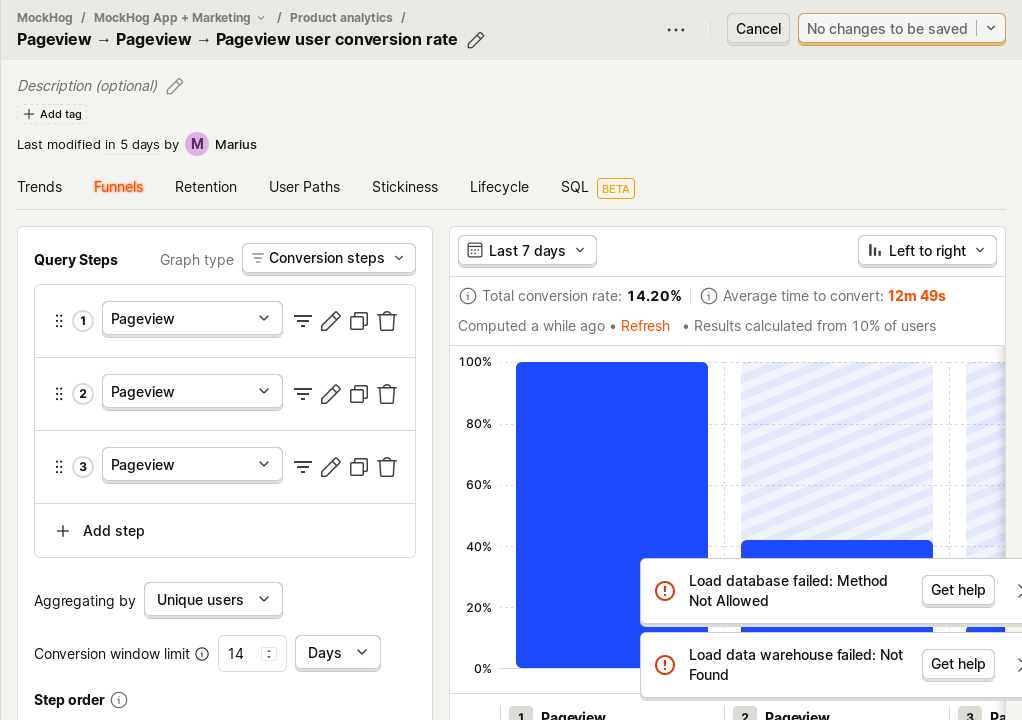 MockHog / MockHog App + Marketing / Product analytics /
Pageview → Pageview → Pageview user conversion rate
Cancel
No changes to be saved
Description (optional)
Add tag
Last modified in 5 days by M Marius
Trends Funnels Retention User Paths Stickiness Lifecycle SQL BETA
Query Steps Graph type Conversion steps
1 Pageview
2 Pageview
3 Pageview
Add step
Aggregating by Unique users
Conversion window limit 14 Days
Step order
Last 7 days Left to right
Total conversion rate: 14.20% Average time to convert: 12m 49s
Computed a while ago • Refresh • Results calculated from 10% of users
100%
80%
60%
40%
20%
0%
Load database failed: Method
Not Allowed
Get help
Load data warehouse failed: Not
Found
Get help
1 Pageview 2 Pageview 3 Pa